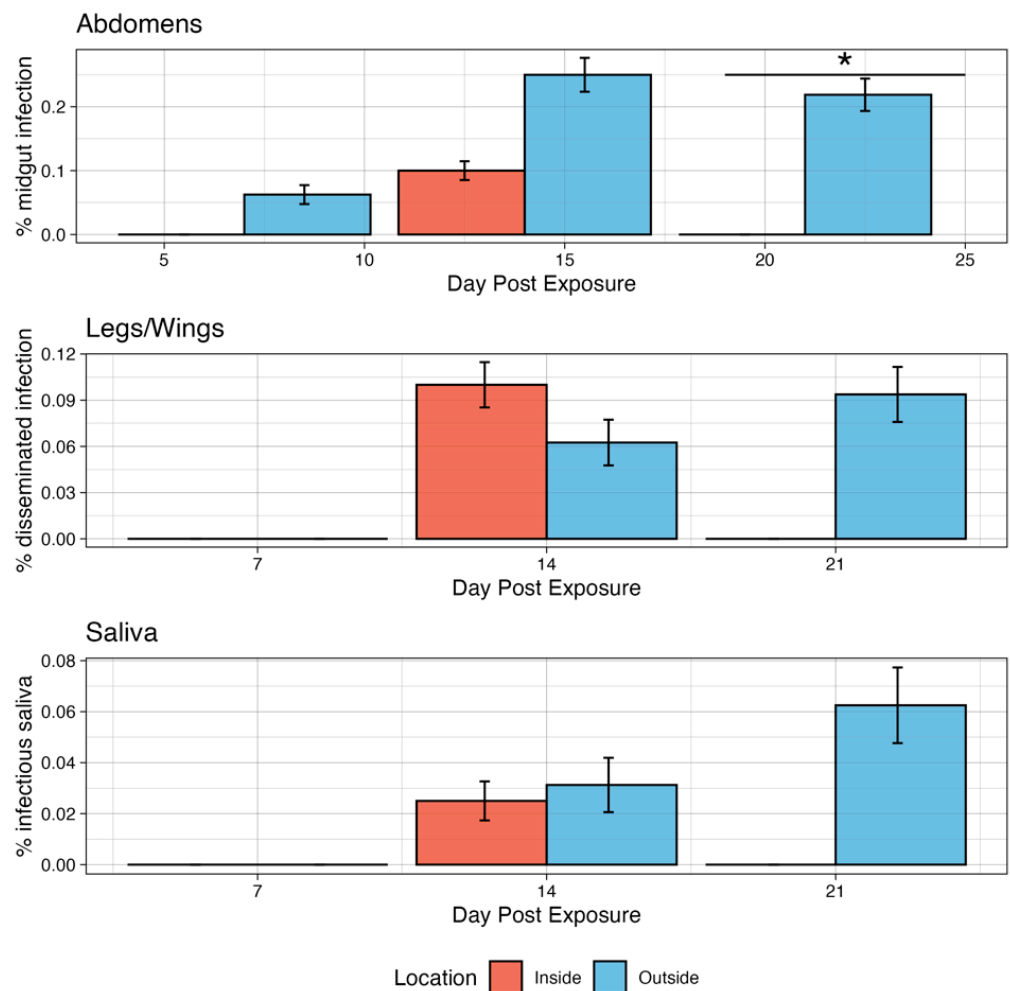 Abdomens
% midgut infection
0.2
0.1
0.0
*
5 10 15 20 25
Day Post Exposure
Legs/Wings
% disseminated infection
0.12
0.09
0.06
0.03
0.00
7 14 21
Day Post Exposure
Saliva
% infectious saliva
0.08
0.06
0.04
0.02
0.00
7 14 21
Day Post Exposure
Location Inside Outside